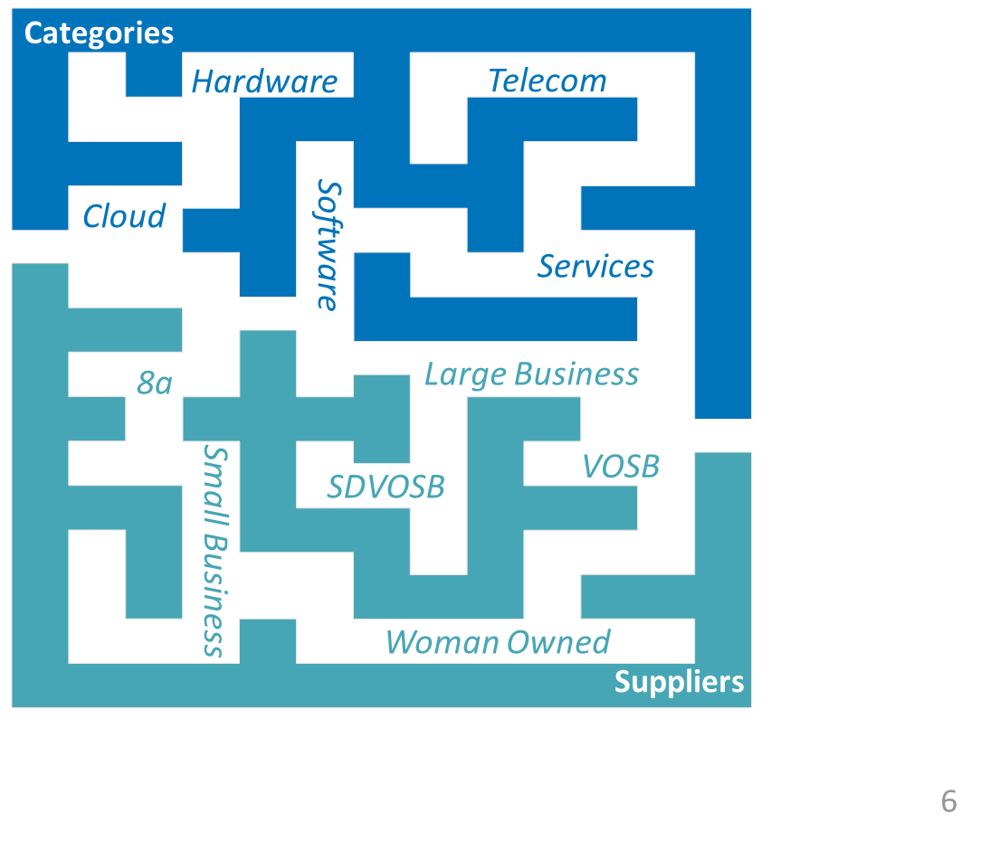 Categories
Hardware
Telecom
Software
Cloud
Services
8a
Large Business
Small Business
SDVOSB
VOSB
Woman Owned
Suppliers
6